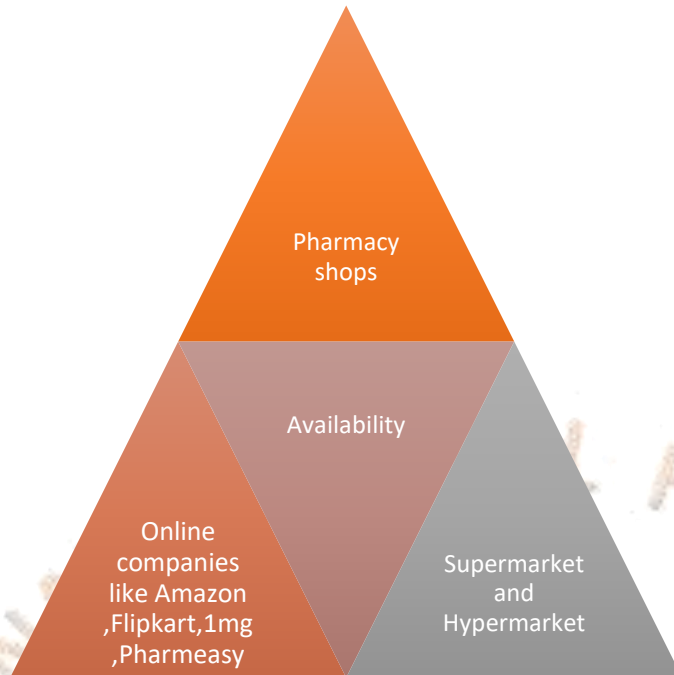 Pharmacy
shops
Availability
Online
companies
like Amazon
,Flipkart,1mg
,Pharmeasy
Supermarket
and
Hypermarket